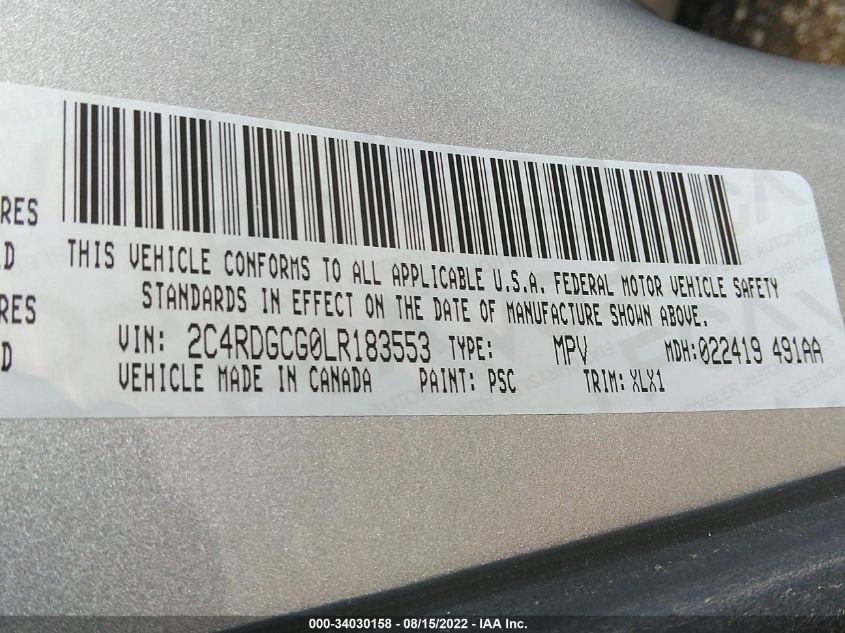 RES
D
RES
D
THIS VEHICLE CONFORMS TO ALL APPLICABLE U.S.A. FEDERAL MOTOR VEHICLE SAFETY
STANDARDS IN EFFECT ON THE DATE OF MANUFACTURE SHOWN ABOVE.
VIN: 2C4RDGCG0LR183553 TYPE: MPV MDH:022419 491AA
VEHICLE MADE IN CANADA PAINT: PSC TRIM: XLX1
000-34030158 - 08/15/2022 - IAA Inc.